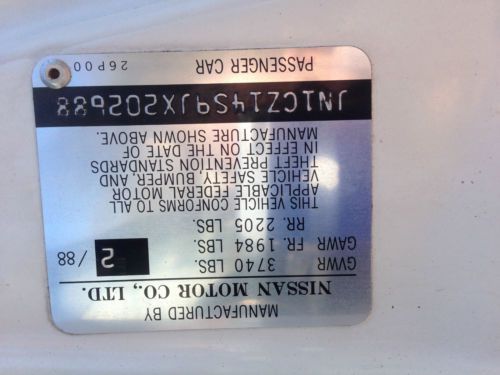 MANUFACTURED BY
NISSAN MOTOR CO., LTD.
GVWR 3740 LBS.
GAWR FR. 1984 LBS. 2 / 88
RR. 2205 LBS.
THIS VEHICLE CONFORMS TO ALL
APPLICABLE FEDERAL MOTOR
VEHICLE SAFETY, BUMPER, AND
THEFT PREVENTION STANDARDS
IN EFFECT ON THE DATE OF
MANUFACTURE SHOWN ABOVE.
JN1CZ14S9JX202688
PASSENGER CAR 26P00